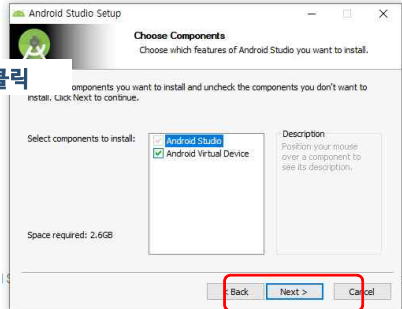 Android Studio Setup
Choose Components
Choose which features of Android Studio you want to install.
클릭
components you want to install and uncheck the components you don't want to
install. Click Next to continue.
Select components to install:
Android Studio
Android Virtual Device
Description
Position your mouse
over a component to
see its description.
Space required: 2.6GB
< Back
Next >
Cancel